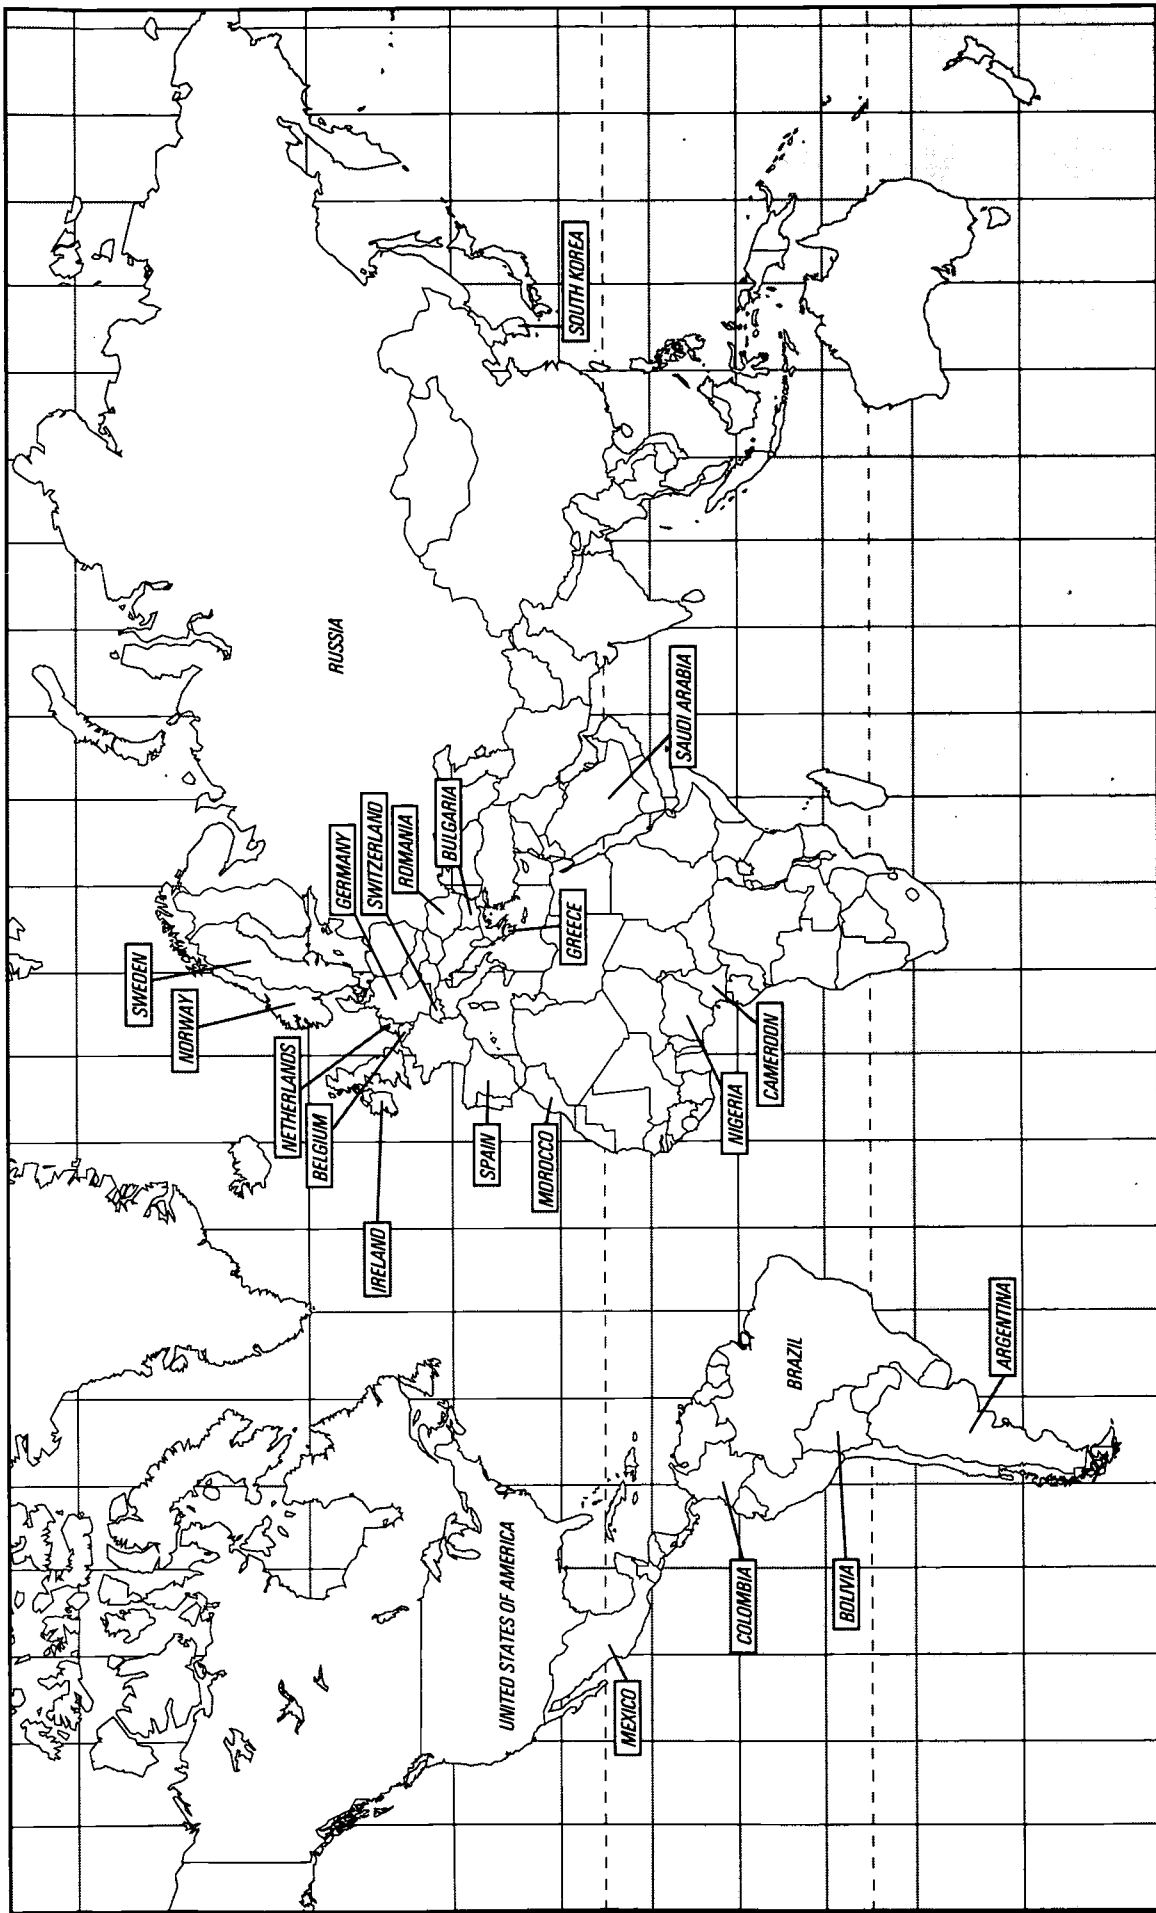 SWEDEN
NORWAY
NETHERLANDS
BELGIUM
IRELAND
GERMANY
SWITZERLAND
ROMANIA
BULGARIA
RUSSIA
SOUTH KOREA
UNITED STATES OF AMERICA
SPAIN
MOROCCO
GREECE
SAUDI ARABIA
MEXICO
NIGERIA
CAMEROON
COLOMBIA
BRAZIL
BOLIVIA
ARGENTINA